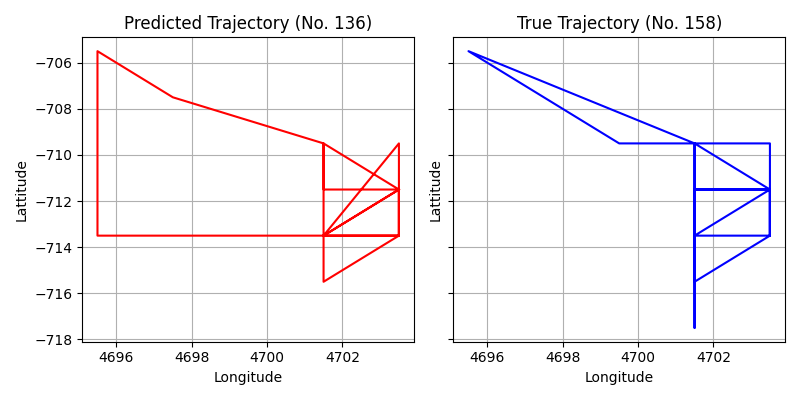 Predicted Trajectory (No. 136)
True Trajectory (No. 158)
−706
−708
−710
−712
−714
−716
−718
Lattitude
4696
4698
4700
4702
Longitude
Lattitude
4696
4698
4700
4702
Longitude